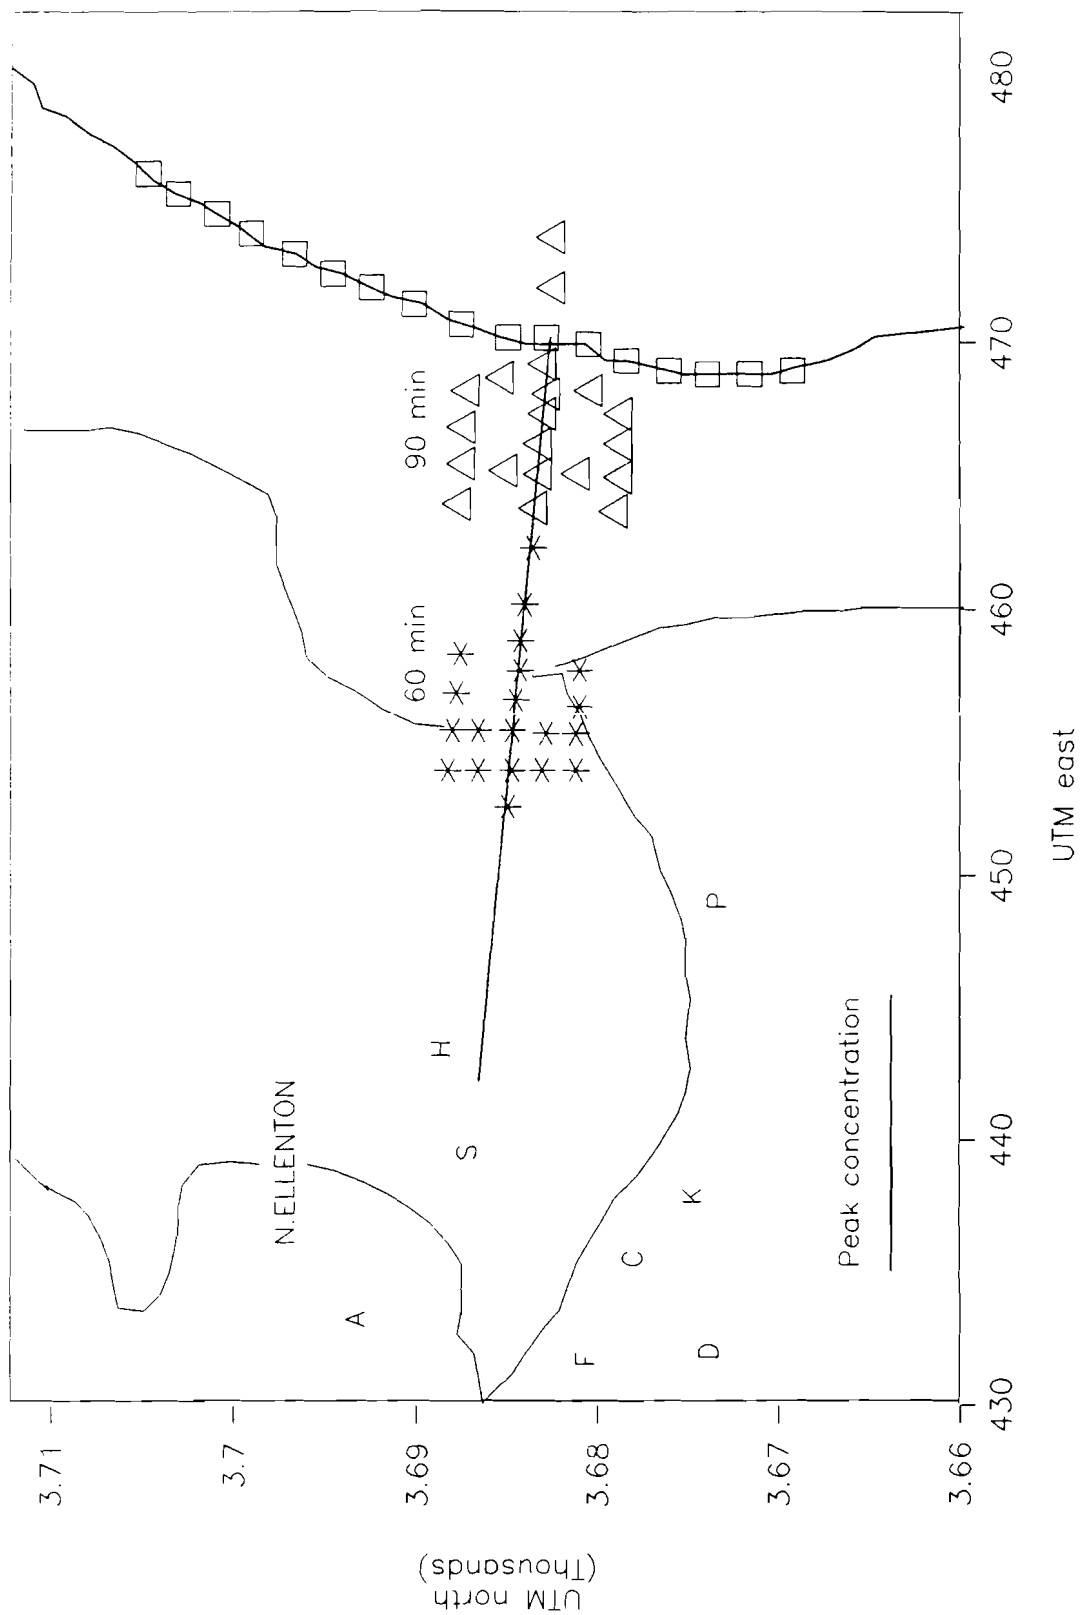 UTM north
(Thousands)
3.71
3.7
3.69
3.68
3.67
3.66
430
440
450
460
470
480
UTM east
N.ELLENTON
A
F
D
C
K
S
H
P
60 min
90 min
Peak concentration